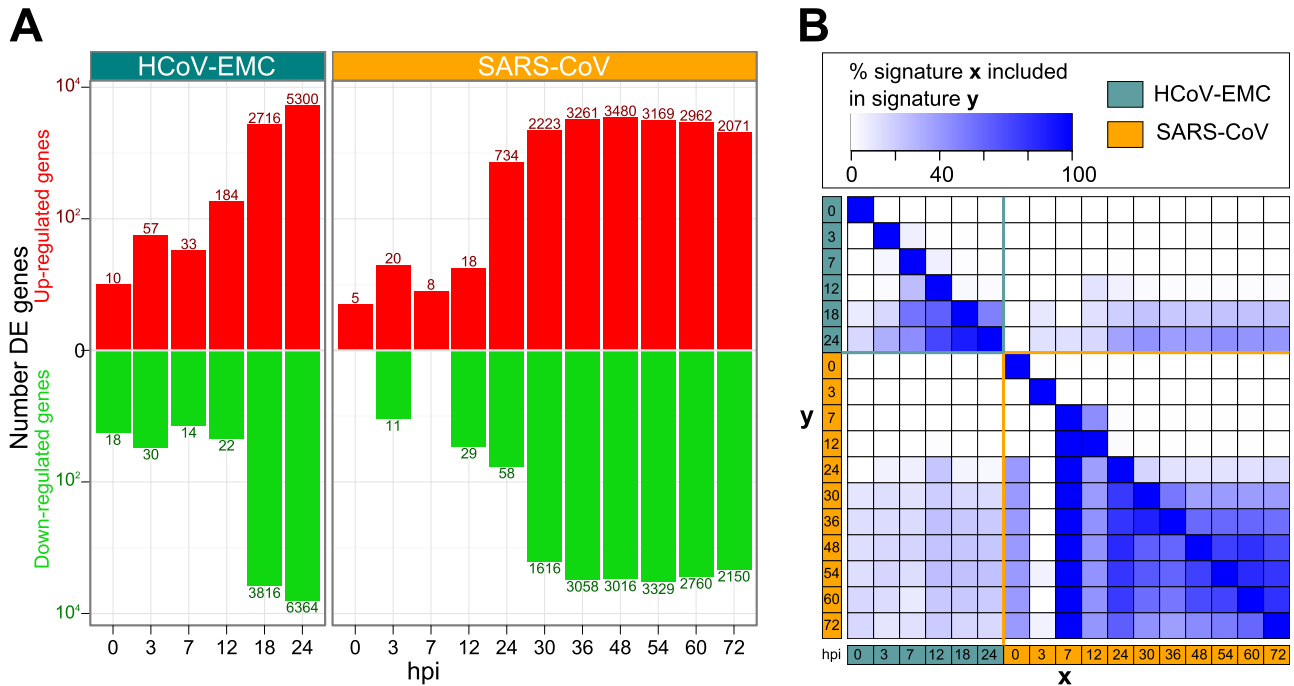 A
HCoV-EMC
SARS-CoV
Number DE genes
Up-regulated genes
Down-regulated genes
10⁴
10²
0
10²
10⁴
10 57 33 184 2716 5300
5 20 8 18 734 2223 3261 3480 3169 2962 2071
18 30 14 22 3816 6364
11 29 58 1616 3058 3016 3329 2760 2150
0 3 7 12 18 24
0 3 7 12 24 30 36 48 54 60 72
hpi
B
% signature x included
in signature y
0 40 100
HCoV-EMC
SARS-CoV
0
3
7
12
18
24
0
3
7
12
24
30
36
48
54
60
72
y
hpi 0 3 7 12 18 24 0 3 7 12 24 30 36 48 54 60 72
x